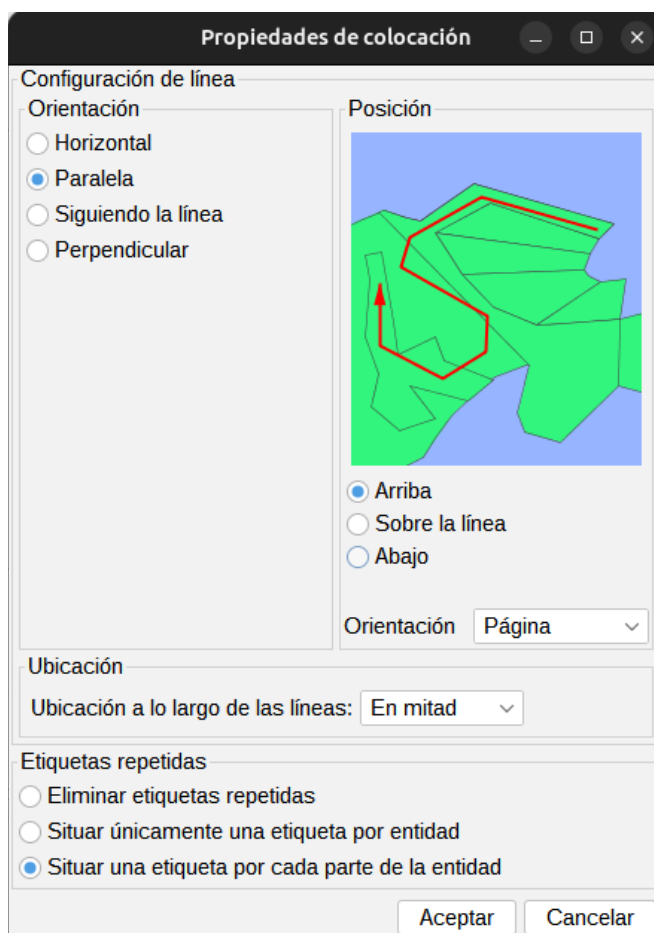 Propiedades de colocación
Configuración de línea
Orientación
Horizontal
Paralela
Siguiendo la línea
Perpendicular
Posición
Arriba
Sobre la línea
Abajo
Orientación Página
Ubicación
Ubicación a lo largo de las líneas: En mitad
Etiquetas repetidas
Eliminar etiquetas repetidas
Situar únicamente una etiqueta por entidad
Situar una etiqueta por cada parte de la entidad
Aceptar Cancelar